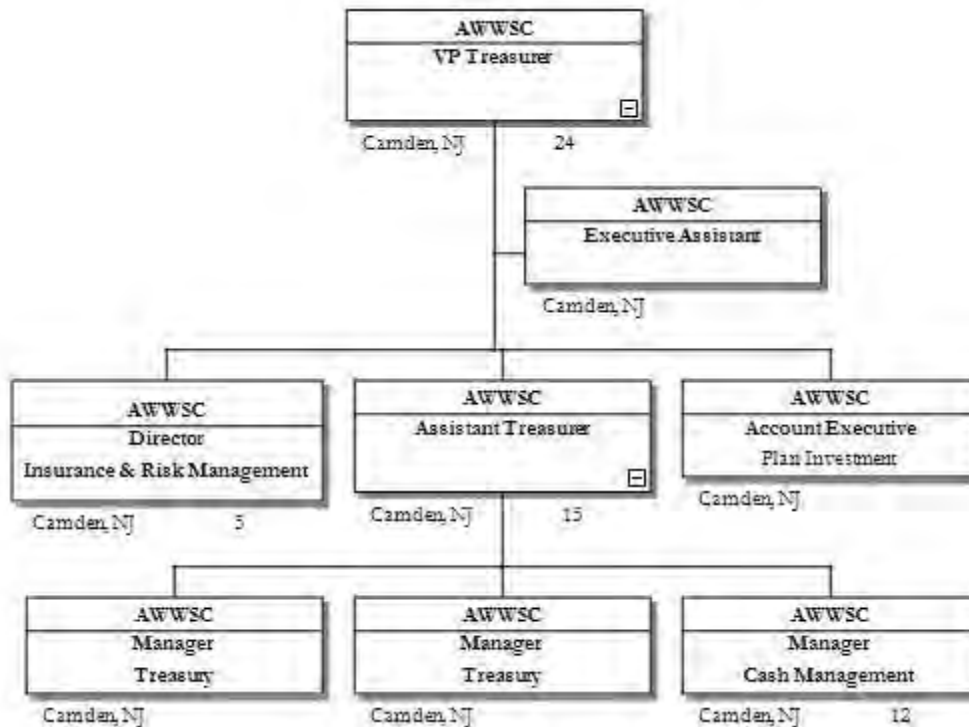 AWWSC
VP Treasurer
Camden, NJ 24
AWWSC
Executive Assistant
Camden, NJ
AWWSC
Director
Insurance & Risk Management
Camden, NJ 5
AWWSC
Assistant Treasurer
Camden, NJ 15
AWWSC
Account Executive
Plan Investment
Camden, NJ
AWWSC
Manager
Treasury
Camden, NJ
AWWSC
Manager
Treasury
Camden, NJ
AWWSC
Manager
Cash Management
Camden, NJ 12